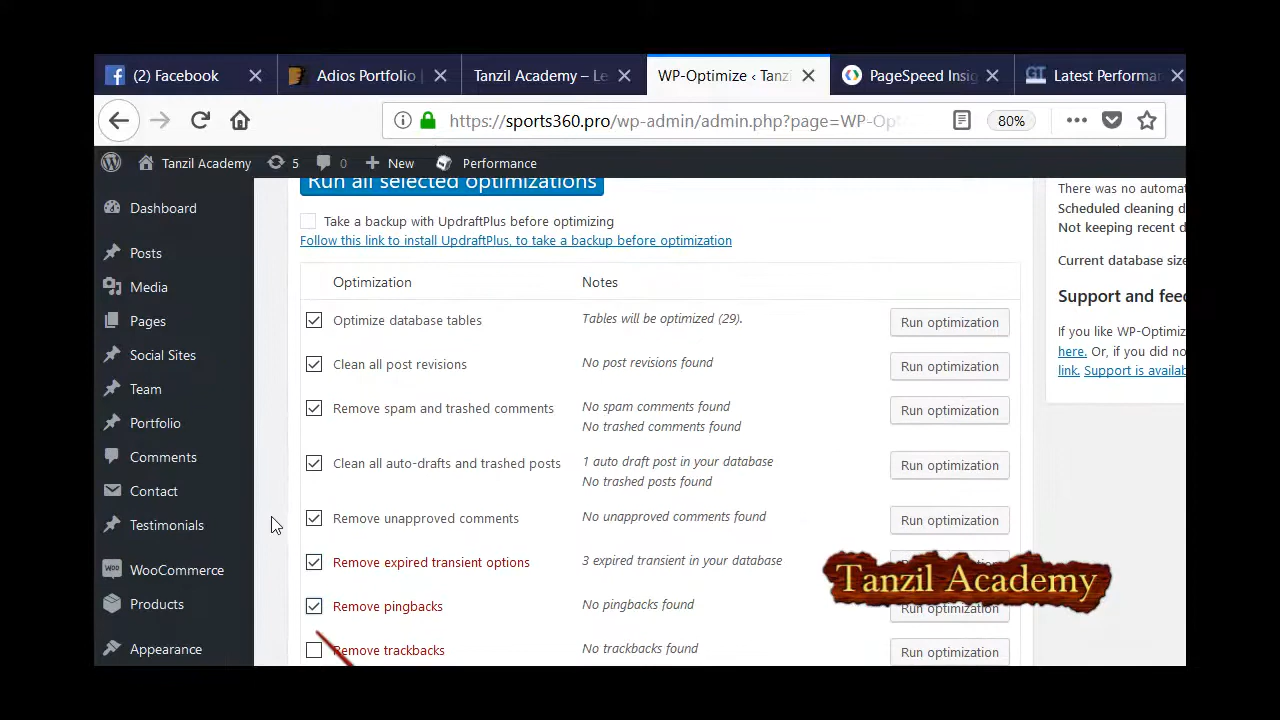 (2) Facebook
Adios Portfolio |
Tanzil Academy – Le
WP-Optimize ‹ Tanzi
PageSpeed Insig
Latest Performa
https://sports360.pro/wp-admin/admin.php?page=WP-Op
80%
Tanzil Academy
5
0
New
Performance
Dashboard
Posts
Media
Pages
Social Sites
Team
Portfolio
Comments
Contact
Testimonials
WooCommerce
Products
Appearance
Run all selected optimizations
Take a backup with UpdraftPlus before optimizing
Follow this link to install UpdraftPlus, to take a backup before optimization
Optimization Notes
Optimize database tables Tables will be optimized (29). Run optimization
Clean all post revisions No post revisions found Run optimization
Remove spam and trashed comments No spam comments found Run optimization
No trashed comments found
Clean all auto-drafts and trashed posts 1 auto draft post in your database Run optimization
No trashed posts found
Remove unapproved comments No unapproved comments found Run optimization
Remove expired transient options 3 expired transient in your database
Remove pingbacks No pingbacks found Run optimization
Remove trackbacks No trackbacks found Run optimization
There was no automat
Scheduled cleaning d
Not keeping recent d
Current database size
Support and feed
If you like WP-Optimiz
here. Or, if you did no
link. Support is availab
Tanzil Academy